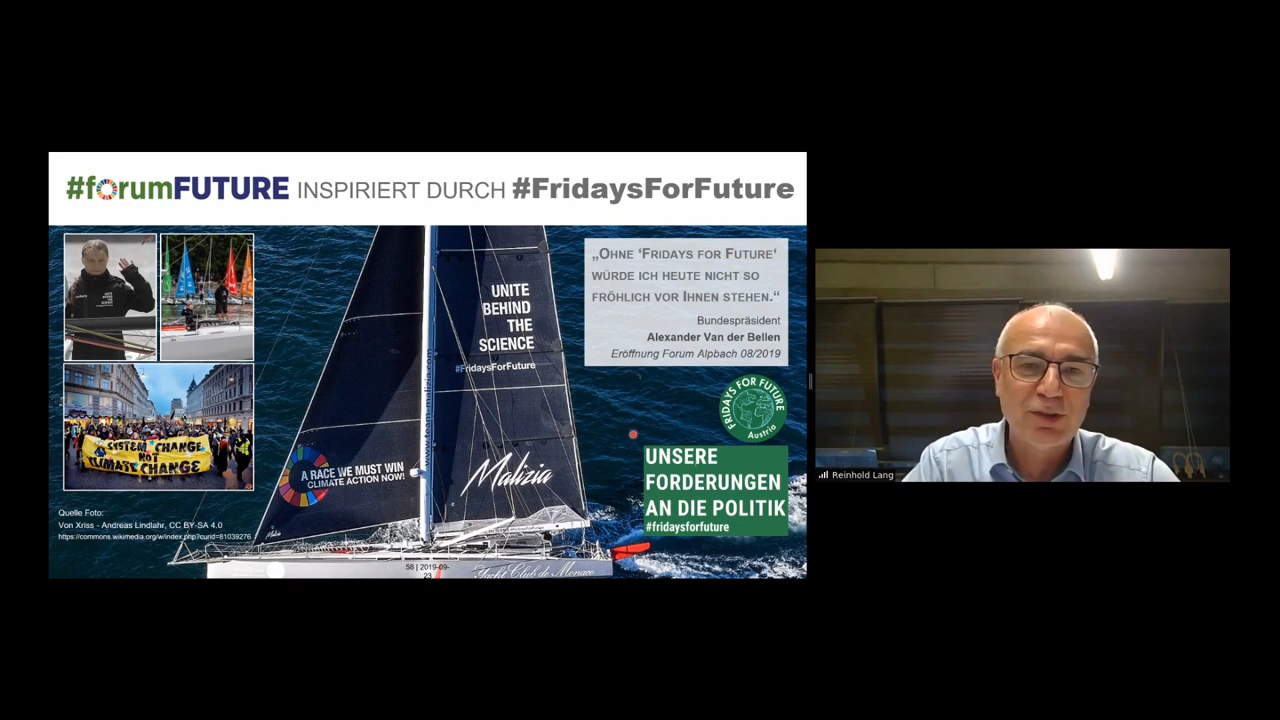 #forumFUTURE INSPIRIERT DURCH #FridaysForFuture
UNITE
BEHIND
THE
SCIENCE
#FridaysForFuture
www.team-malizia.com
A RACE WE MUST WIN
CLIMATE ACTION NOW!
Malizia
Yacht Club de Monaco
58 | 2019-09-
23
SYSTEM CHANGE
NOT
CLIMATE CHANGE
Quelle Foto:
Von Xriss - Andreas Lindlahr, CC BY-SA 4.0
https://commons.wikimedia.org/w/index.php?curid=81039276
„OHNE ‘FRIDAYS FOR FUTURE‘
WÜRDE ICH HEUTE NICHT SO
FRÖHLICH VOR IHNEN STEHEN.“
Bundespräsident
Alexander Van der Bellen
Eröffnung Forum Alpbach 08/2019
FRIDAYS FOR FUTURE
Austria
UNSERE
FORDERUNGEN
AN DIE POLITIK
#fridaysforfuture
Reinhold Lang